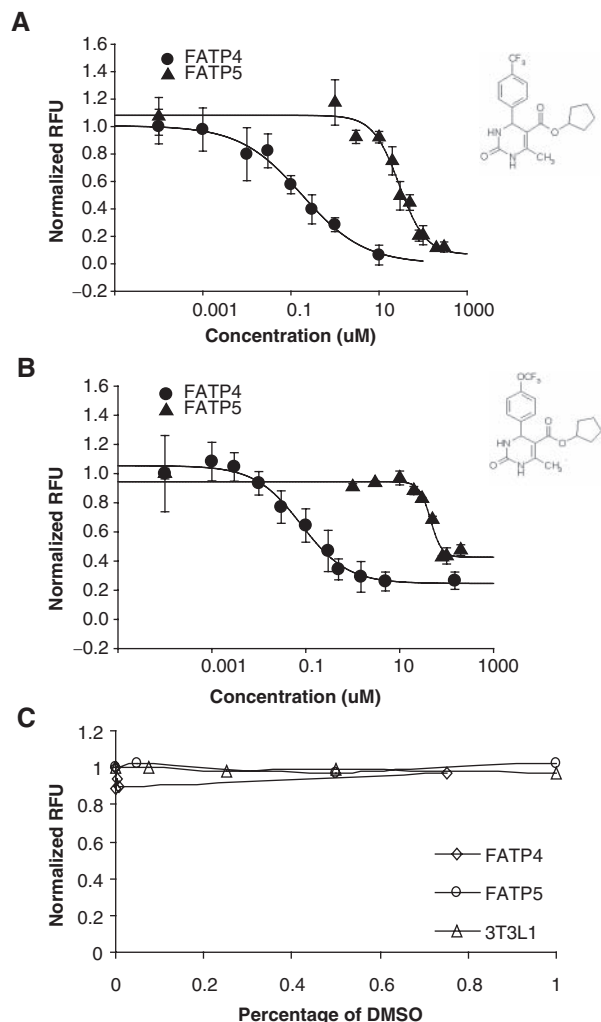 A
1.6
1.4
1.2
1.0
0.8
0.6
0.4
0.2
0.0
−0.2
Normalized RFU
FATP4
FATP5
0.001
0.1
10
1000
Concentration (uM)
CF₃
HN
O
N
H
CH₃
O
O
B
1.6
1.4
1.2
1.0
0.8
0.6
0.4
0.2
0.0
−0.2
Normalized RFU
FATP4
FATP5
0.001
0.1
10
1000
Concentration (uM)
OCF₃
HN
O
N
H
CH₃
O
O
C
1.2
1
0.8
0.6
0.4
0.2
0
Normalized RFU
FATP4
FATP5
3T3L1
0
0.2
0.4
0.6
0.8
1
Percentage of DMSO